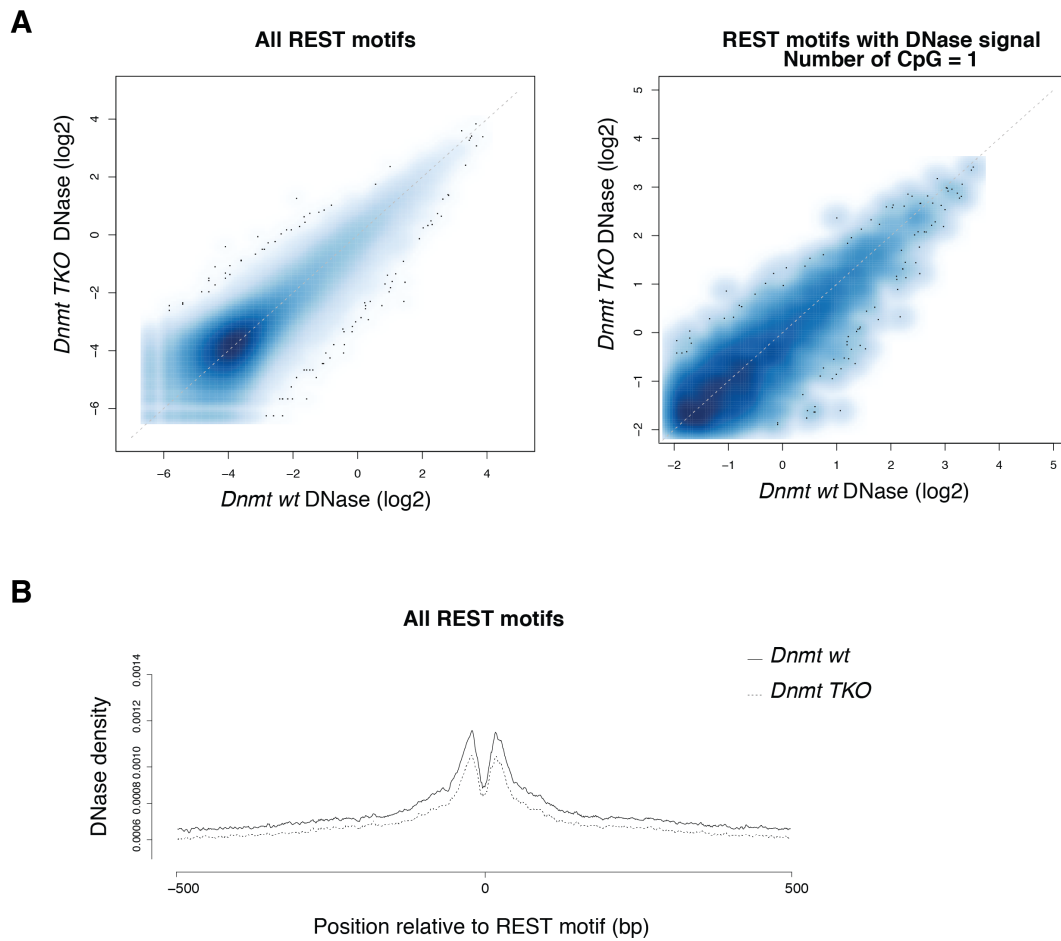 A
All REST motifs
Dnmt TKO DNase (log2)
4
2
0
−2
−4
−6
−6 −4 −2 0 2 4
Dnmt wt DNase (log2)
REST motifs with DNase signal
Number of CpG = 1
Dnmt TKO DNase (log2)
5
4
3
2
1
0
−1
−2
−2 −1 0 1 2 3 4 5
Dnmt wt DNase (log2)
B
All REST motifs
Dnmt wt
Dnmt TKO
DNase density
0.0014
0.0012
0.0010
0.0008
0.0006
−500 0 500
Position relative to REST motif (bp)